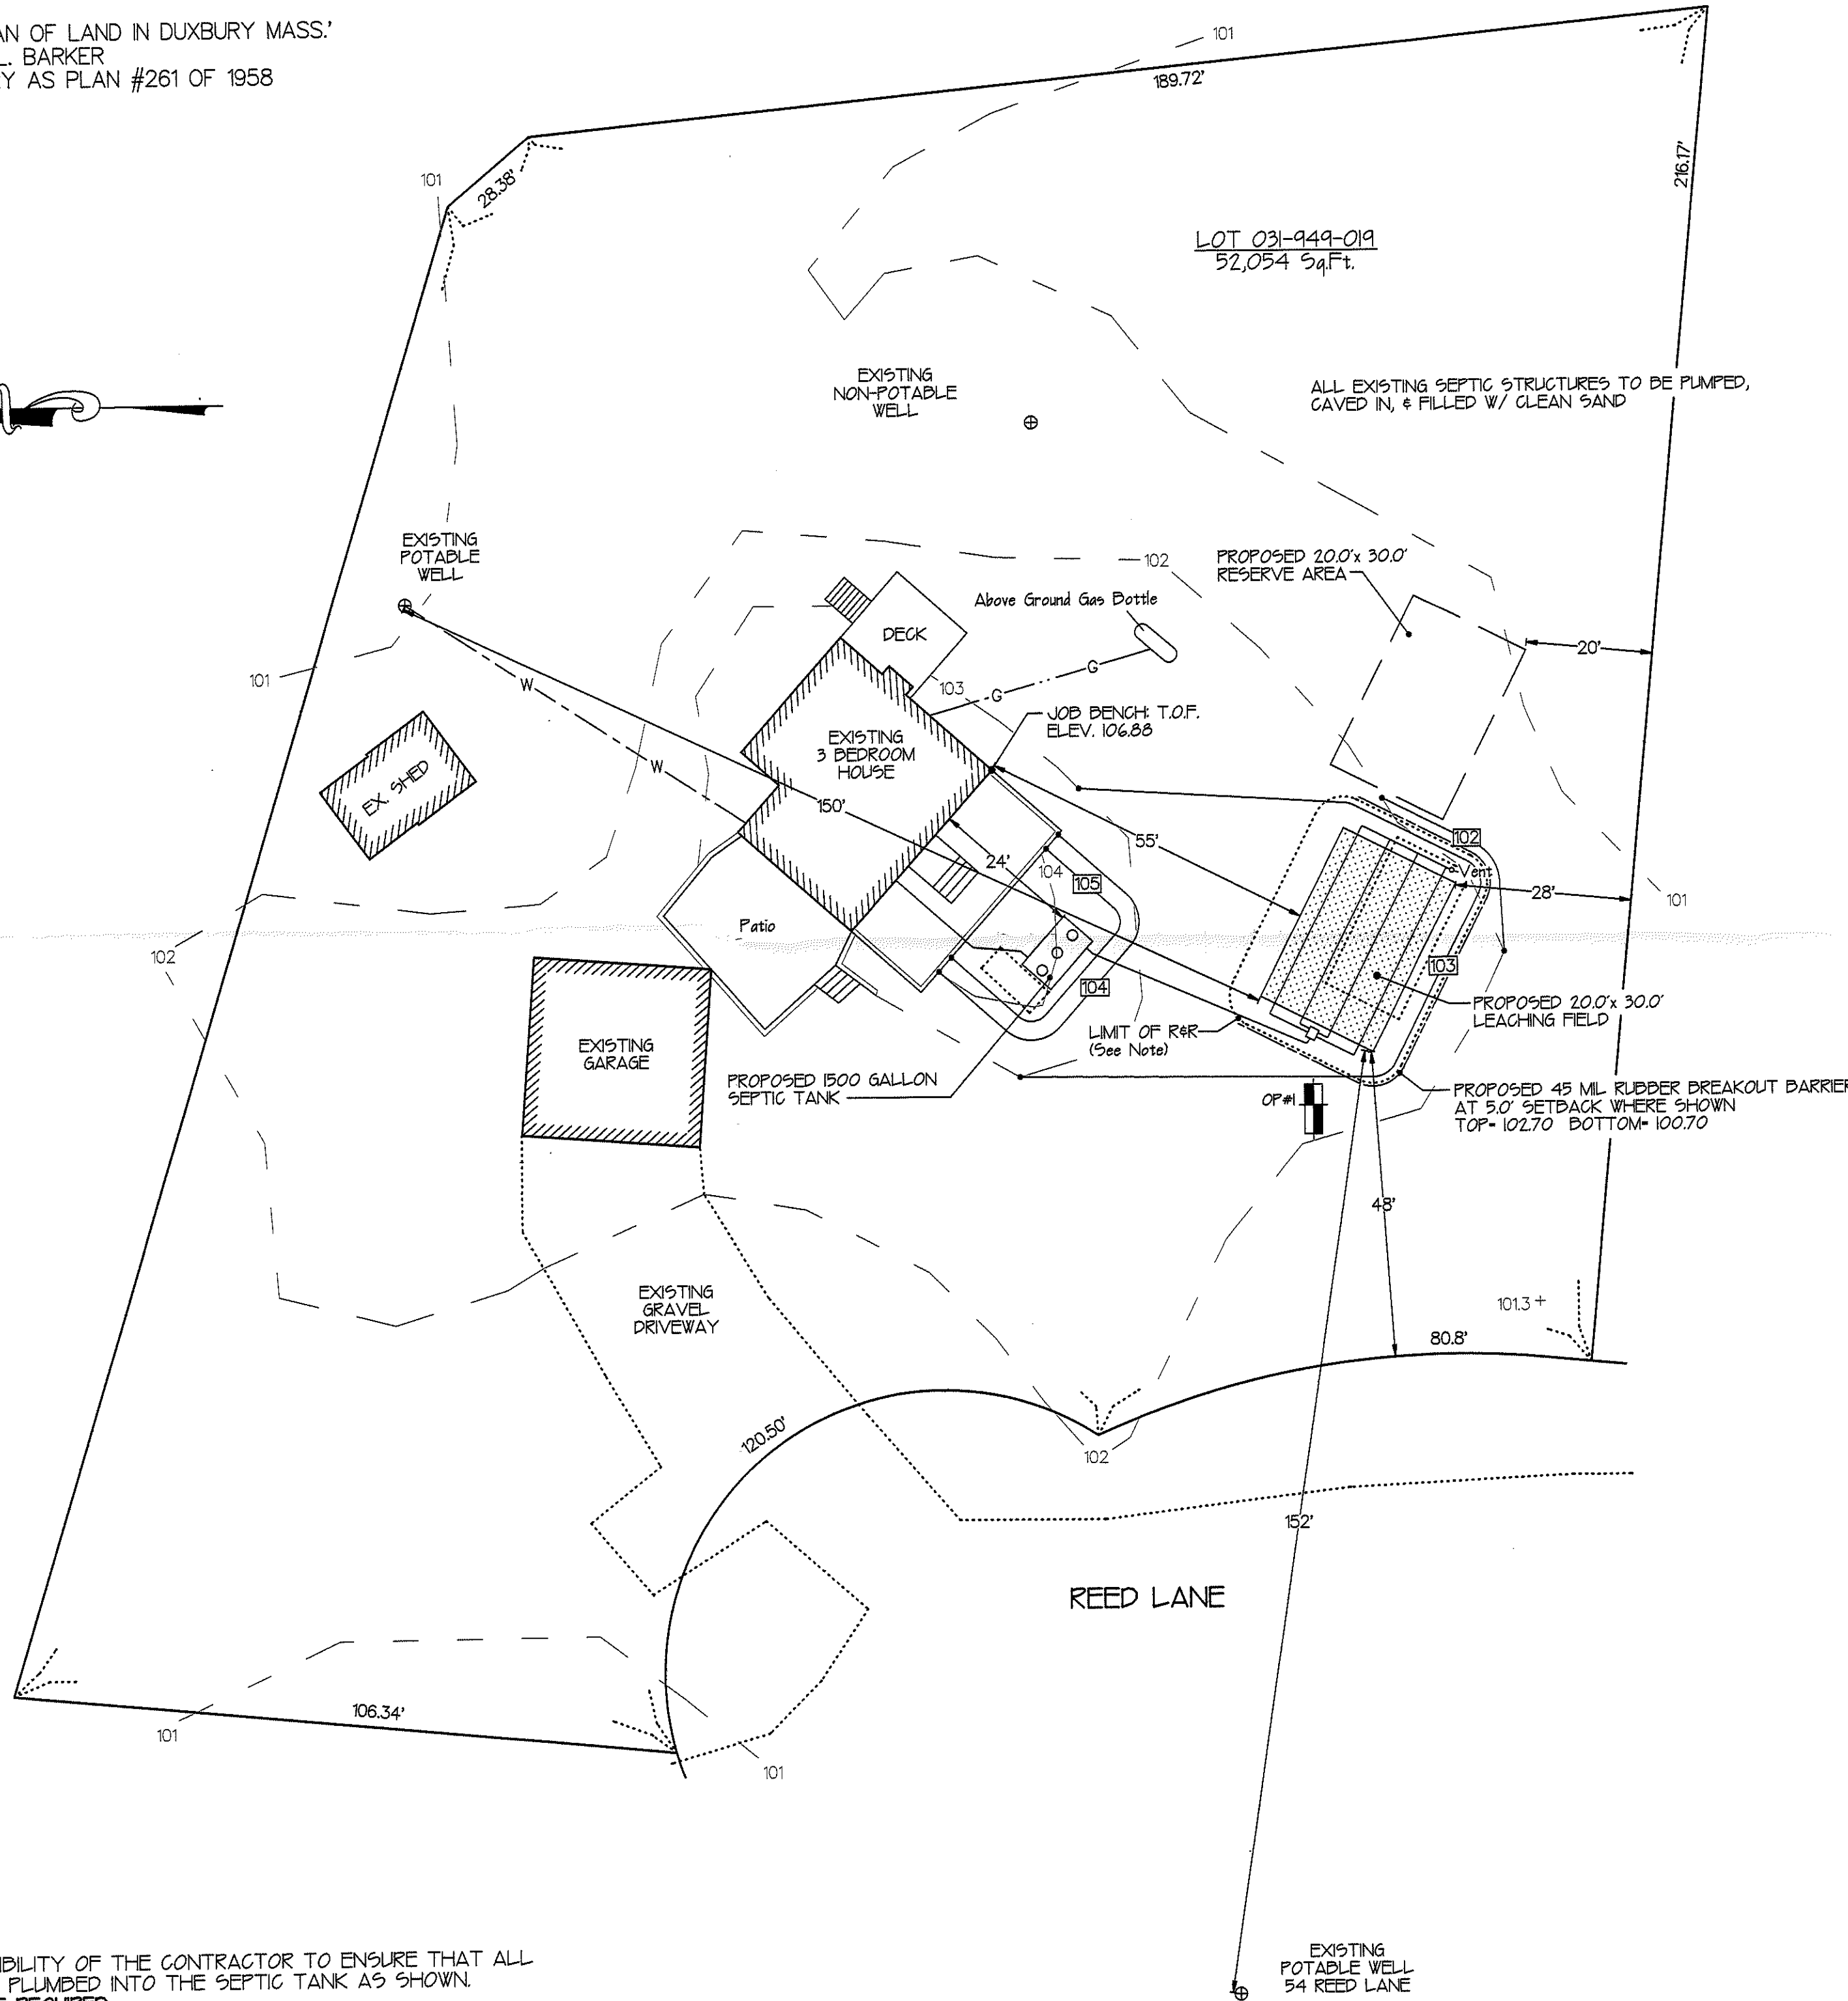 AN OF LAND IN DUXBURY MASS.'
L. BARKER
Y AS PLAN #261 OF 1958
101
189.72'
28.38'
101
216.17'
LOT 031-949-019
52,054 Sq.Ft.
EXISTING
NON-POTABLE
WELL
ALL EXISTING SEPTIC STRUCTURES TO BE PUMPED,
CAVED IN, & FILLED W/ CLEAN SAND
EXISTING
POTABLE
WELL
102
PROPOSED 20.0'x 30.0'
RESERVE AREA
Above Ground Gas Bottle
DECK
20'
G
G
103
101
W
W
JOB BENCH: T.O.F.
ELEV. 106.88
EXISTING
3 BEDROOM
HOUSE
EX. SHED
150'
55'
24'
104
105
102
Vent
28'
101
Patio
102
103
104
PROPOSED 20.0'x 30.0'
LEACHING FIELD
LIMIT OF R&R
(See Note)
EXISTING
GARAGE
PROPOSED 1500 GALLON
SEPTIC TANK
OP#1
PROPOSED 45 MIL RUBBER BREAKOUT BARRIER
AT 5.0' SETBACK WHERE SHOWN
TOP= 102.70 BOTTOM= 100.70
48'
EXISTING
GRAVEL
DRIVEWAY
101.3 +
80.8'
120.50'
102
152'
REED LANE
106.34'
101
101
EXISTING
POTABLE WELL
54 REED LANE
IBILITY OF THE CONTRACTOR TO ENSURE THAT ALL
PLUMBED INTO THE SEPTIC TANK AS SHOWN.